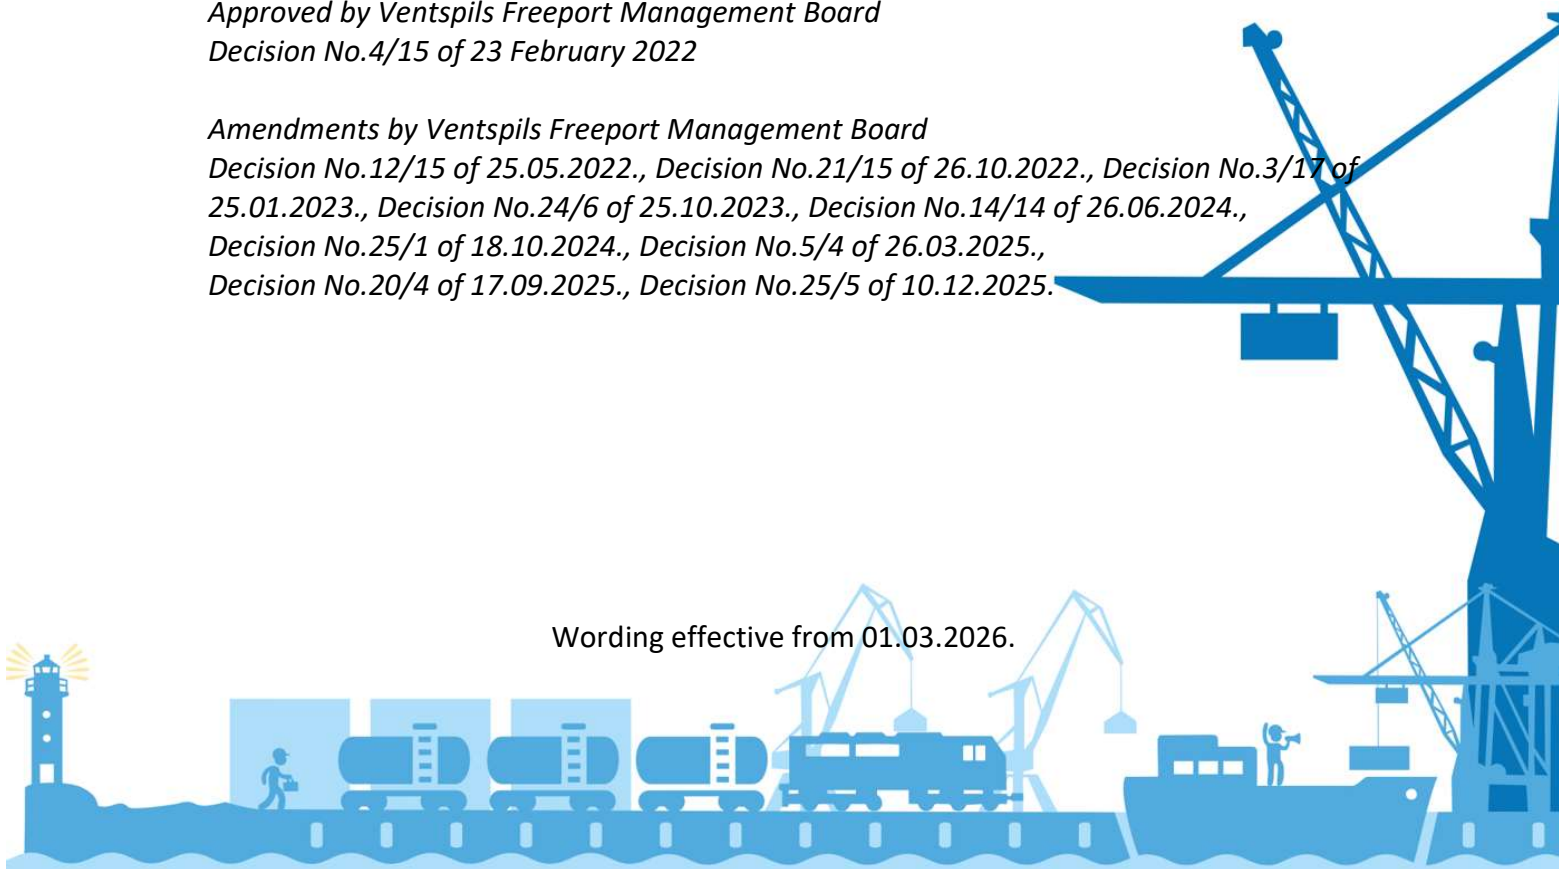 Approved by Ventspils Freeport Management Board
Decision No.4/15 of 23 February 2022
Amendments by Ventspils Freeport Management Board
Decision No.12/15 of 25.05.2022., Decision No.21/15 of 26.10.2022., Decision No.3/17 of
25.01.2023., Decision No.24/6 of 25.10.2023., Decision No.14/14 of 26.06.2024.,
Decision No.25/1 of 18.10.2024., Decision No.5/4 of 26.03.2025.,
Decision No.20/4 of 17.09.2025., Decision No.25/5 of 10.12.2025.
Wording effective from 01.03.2026.